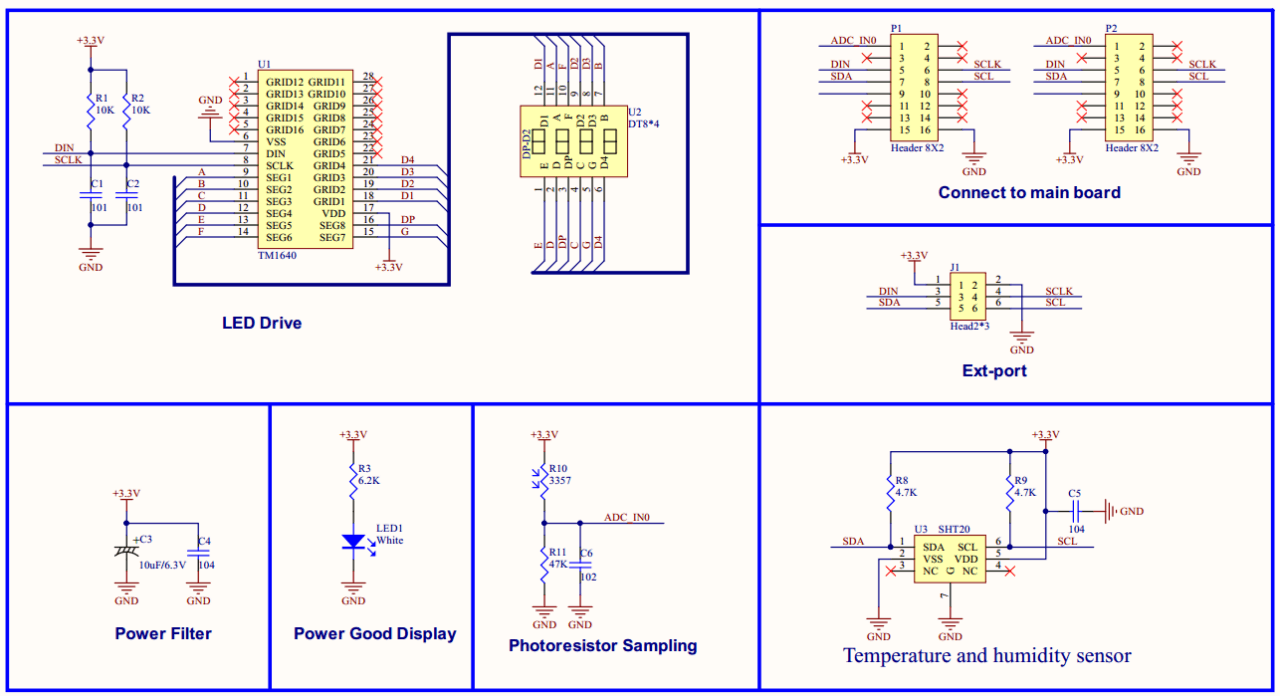 +3.3V
R1
10K
R2
10K
DIN
SCLK
C1
101
C2
101
GND
GND
U1
1 GRID12 GRID11 28
2 GRID13 GRID10 27
3 GRID14 GRID9 26
4 GRID15 GRID8 25
5 GRID16 GRID7 24
6 VSS GRID6 23
7 DIN GRID5 22
8 SCLK GRID4 21 D4
A 9 SEG1 GRID3 20 D3
B 10 SEG2 GRID2 19 D2
C 11 SEG3 GRID1 18 D1
D 12 SEG4 VDD 17
E 13 SEG5 SEG8 16 DP
F 14 SEG6 SEG7 15 G
TM1640
+3.3V
D1 A F D2 D3 B
12 11 10 9 8 7
U2
DT8*4
D1 A F D2 D3 B
DP-D2
E D DP C G D4
1 2 3 4 5 6
E D DP C G D4
LED Drive
P1
ADC_IN0 1 2
3 4
DIN 5 6 SCLK
SDA 7 8 SCL
9 10
11 12
13 14
15 16
+3.3V
Header 8X2
GND
P2
ADC_IN0 1 2
3 4
DIN 5 6 SCLK
SDA 7 8 SCL
9 10
11 12
13 14
15 16
+3.3V
Header 8X2
GND
Connect to main board
+3.3V
J1
1 1 2 2
DIN 3 3 4 4 SCLK
SDA 5 5 6 6 SCL
Head2*3
GND
Ext-port
+3.3V
+C3
10uF/6.3V
C4
104
GND
GND
Power Filter
+3.3V
R3
6.2K
LED1
White
GND
Power Good Display
+3.3V
R10
3357
ADC_IN0
R11
47K
C6
102
GND
GND
Photoresistor Sampling
+3.3V
R8
4.7K
R9
4.7K
C5
104
GND
U3 SHT20
SDA 1 SDA SCL 6 SCL
2 VSS VDD 5
3 NC G NC 4
7
GND
GND
Temperature and humidity sensor